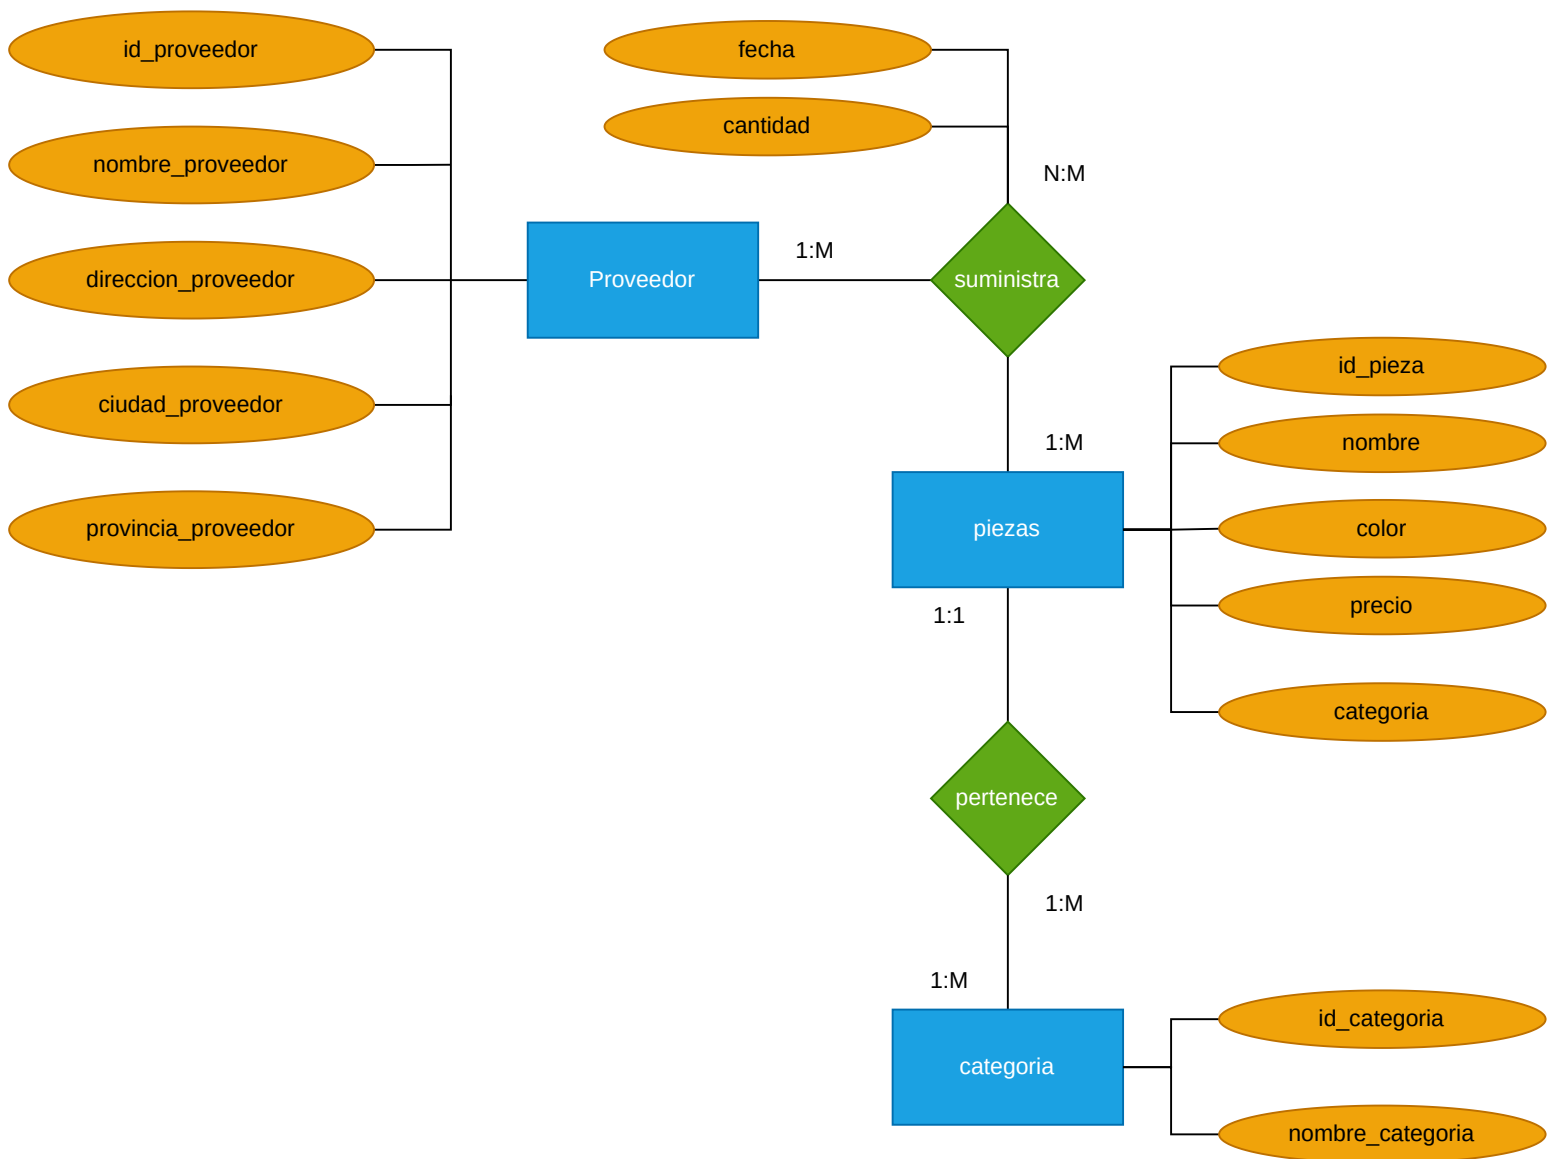 id_proveedor
fecha
cantidad
nombre_proveedor
N:M
1:M
direccion_proveedor
Proveedor
suministra
id_pieza
ciudad_proveedor
1:M
nombre
provincia_proveedor
piezas
color
1:1
precio
categoria
pertenece
1:M
1:M
id_categoria
categoria
nombre_categoria